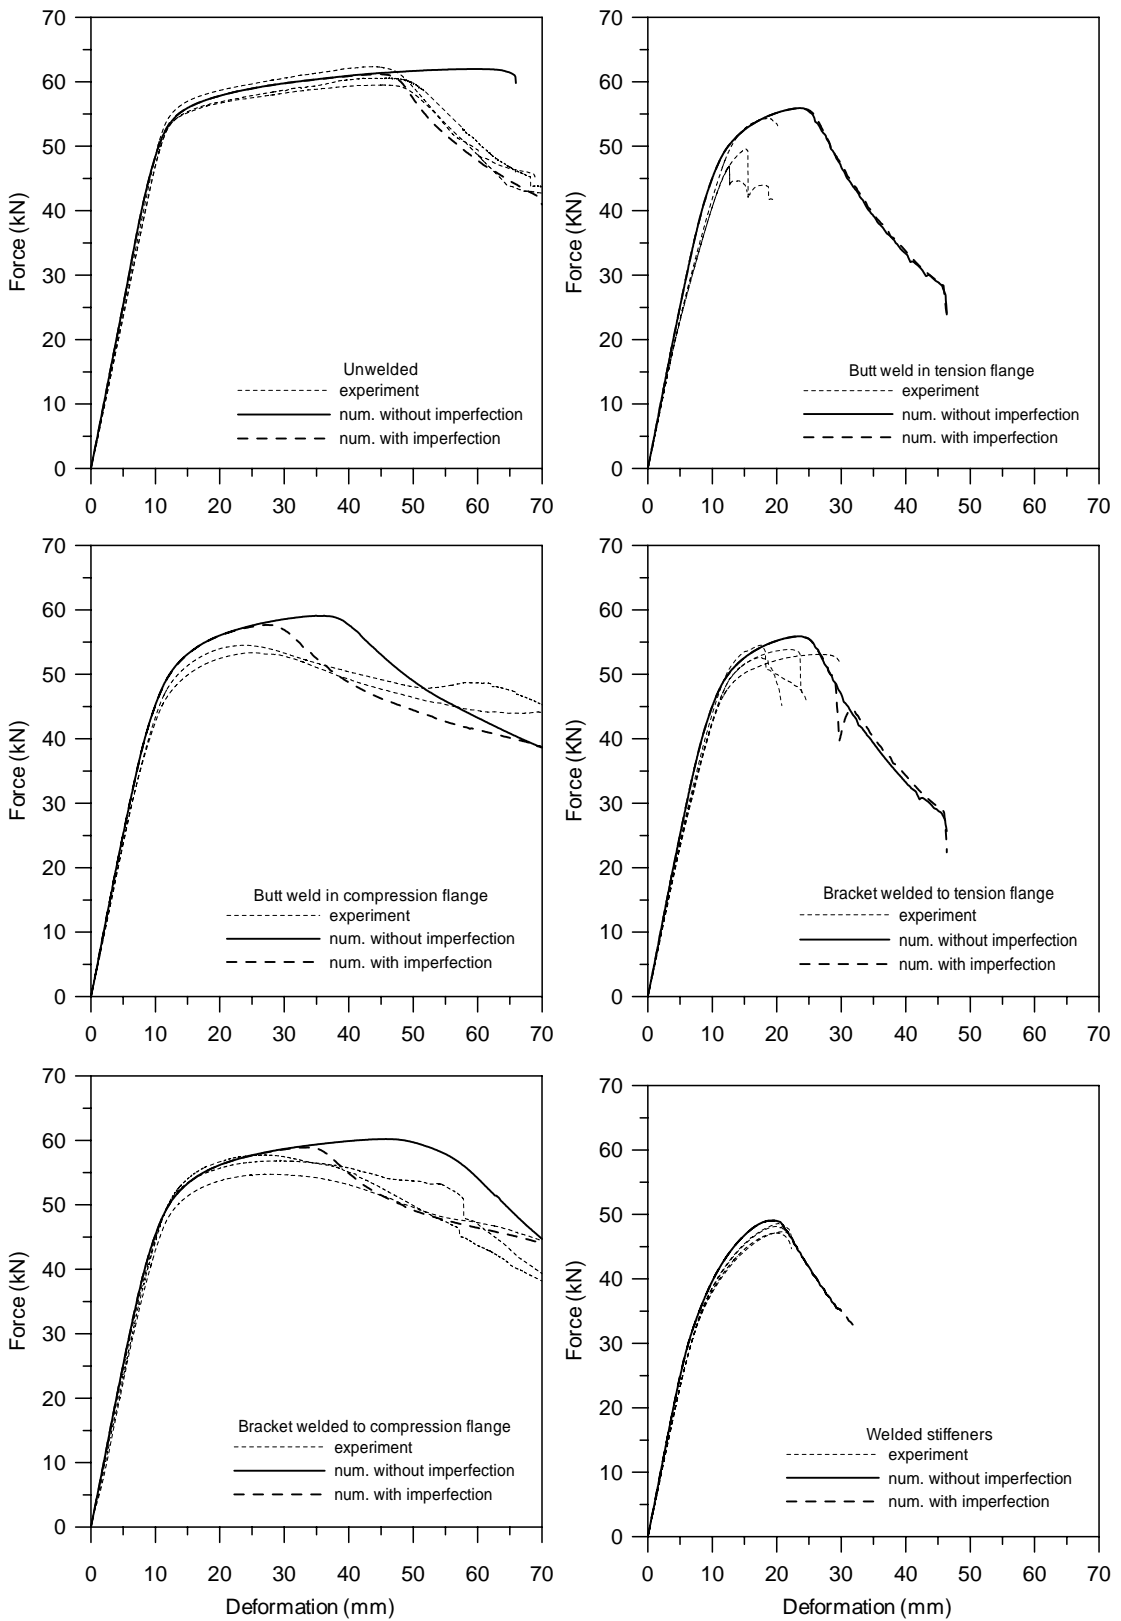 70
60
50
40
30
20
10
0
Force (kN)
0 10 20 30 40 50 60 70
Unwelded
experiment
num. without imperfection
num. with imperfection
70
60
50
40
30
20
10
0
Force (KN)
0 10 20 30 40 50 60 70
Butt weld in tension flange
experiment
num. without imperfection
num. with imperfection
70
60
50
40
30
20
10
0
Force (kN)
0 10 20 30 40 50 60 70
Butt weld in compression flange
experiment
num. without imperfection
num. with imperfection
70
60
50
40
30
20
10
0
Force (KN)
0 10 20 30 40 50 60 70
Bracket welded to tension flange
experiment
num. without imperfection
num. with imperfection
70
60
50
40
30
20
10
0
Force (kN)
0 10 20 30 40 50 60 70
Deformation (mm)
Bracket welded to compression flange
experiment
num. without imperfection
num. with imperfection
70
60
50
40
30
20
10
0
Force (kN)
0 10 20 30 40 50 60 70
Deformation (mm)
Welded stiffeners
experiment
num. without imperfection
num. with imperfection